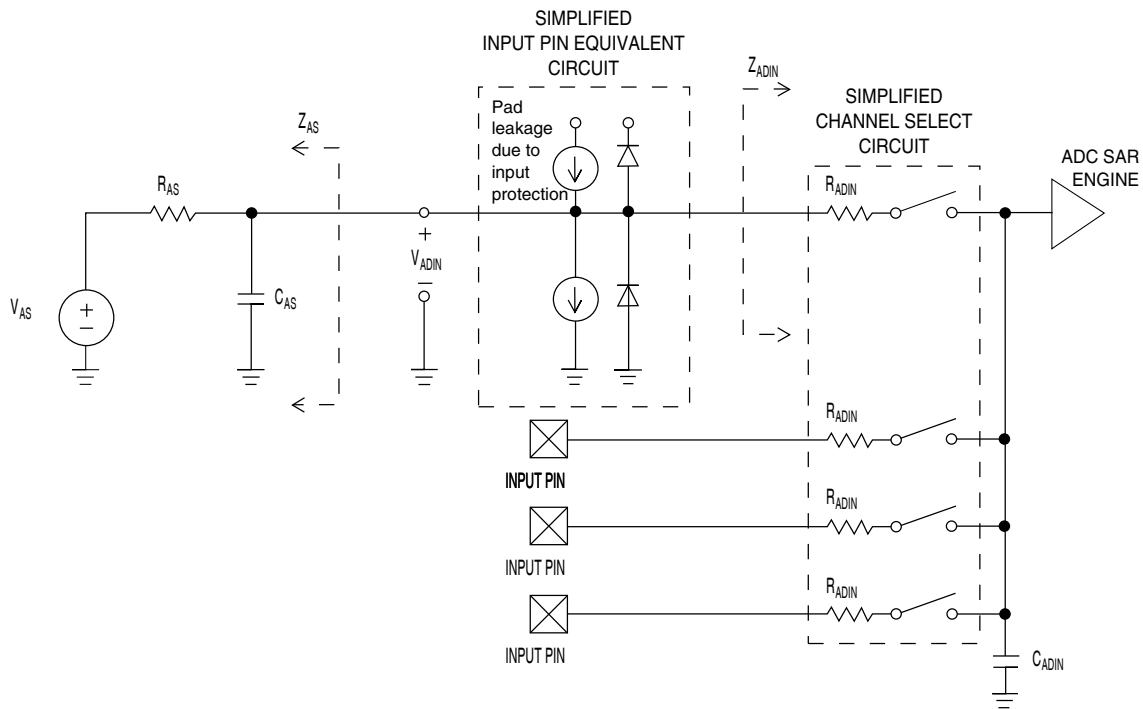 SIMPLIFIED
INPUT PIN EQUIVALENT
CIRCUIT
Pad
leakage
due to
input
protection
ZAS
RAS
VAS
+
−
CAS
+
VADIN
−
ZADIN
SIMPLIFIED
CHANNEL SELECT
CIRCUIT
RADIN
ADC SAR
ENGINE
RADIN
INPUT PIN
RADIN
INPUT PIN
RADIN
INPUT PIN
CADIN